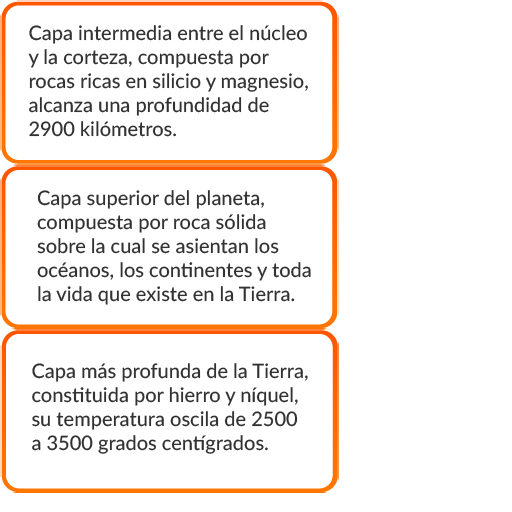 Capa intermedia entre el núcleo
y la corteza, compuesta por
rocas ricas en silicio y magnesio,
alcanza una profundidad de
2900 kilómetros.
Capa superior del planeta,
compuesta por roca sólida
sobre la cual se asientan los
océanos, los continentes y toda
la vida que existe en la Tierra.
Capa más profunda de la Tierra,
constituida por hierro y níquel,
su temperatura oscila de 2500
a 3500 grados centígrados.